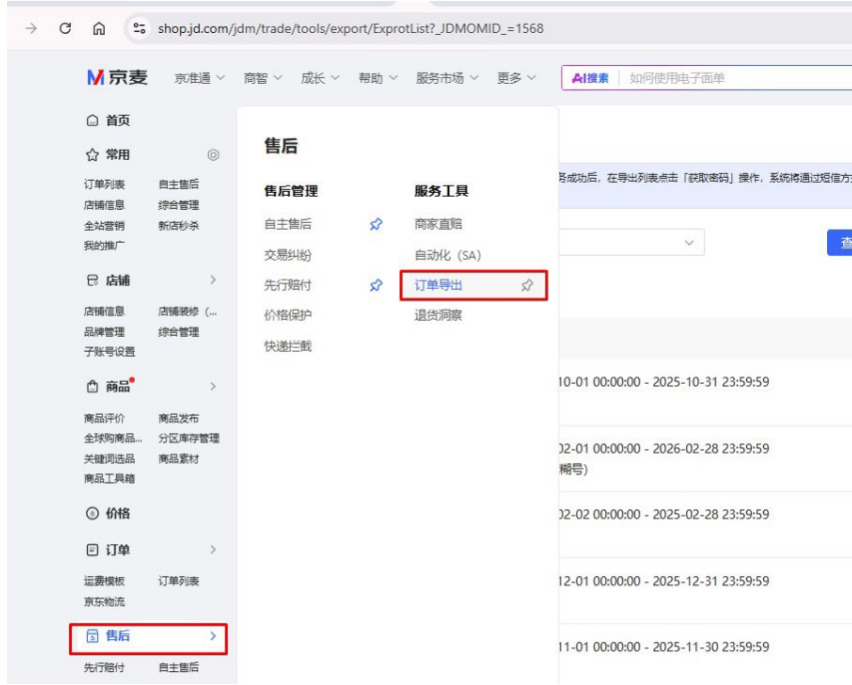 shop.jd.com/jdm/trade/tools/export/ExprotList?_JDMOMID_=1568
京麦 京准通 商智 成长 帮助 服务市场 更多 AI搜索 如何使用电子面单
首页
常用
订单列表 自主售后
店铺信息 综合管理
全站营销 新店秒杀
我的推广
店铺
店铺信息 店铺装修 (...
品牌管理 综合管理
子账号设置
商品
商品评价 商品发布
全球购商品... 分区库存管理
关键词选品 商品素材
商品工具箱
价格
订单
运费模板 订单列表
京东物流
售后
先行赔付 自主售后
售后
售后管理 服务工具
自主售后 商家直赔
交易纠纷 自动化（SA）
先行赔付 订单导出
价格保护 退货洞察
快递拦截
务成功后，在导出列表点击「获取密码」操作，系统将通过短信方
查
10-01 00:00:00 - 2025-10-31 23:59:59
02-01 00:00:00 - 2026-02-28 23:59:59
糊号)
02-02 00:00:00 - 2025-02-28 23:59:59
12-01 00:00:00 - 2025-12-31 23:59:59
11-01 00:00:00 - 2025-11-30 23:59:59